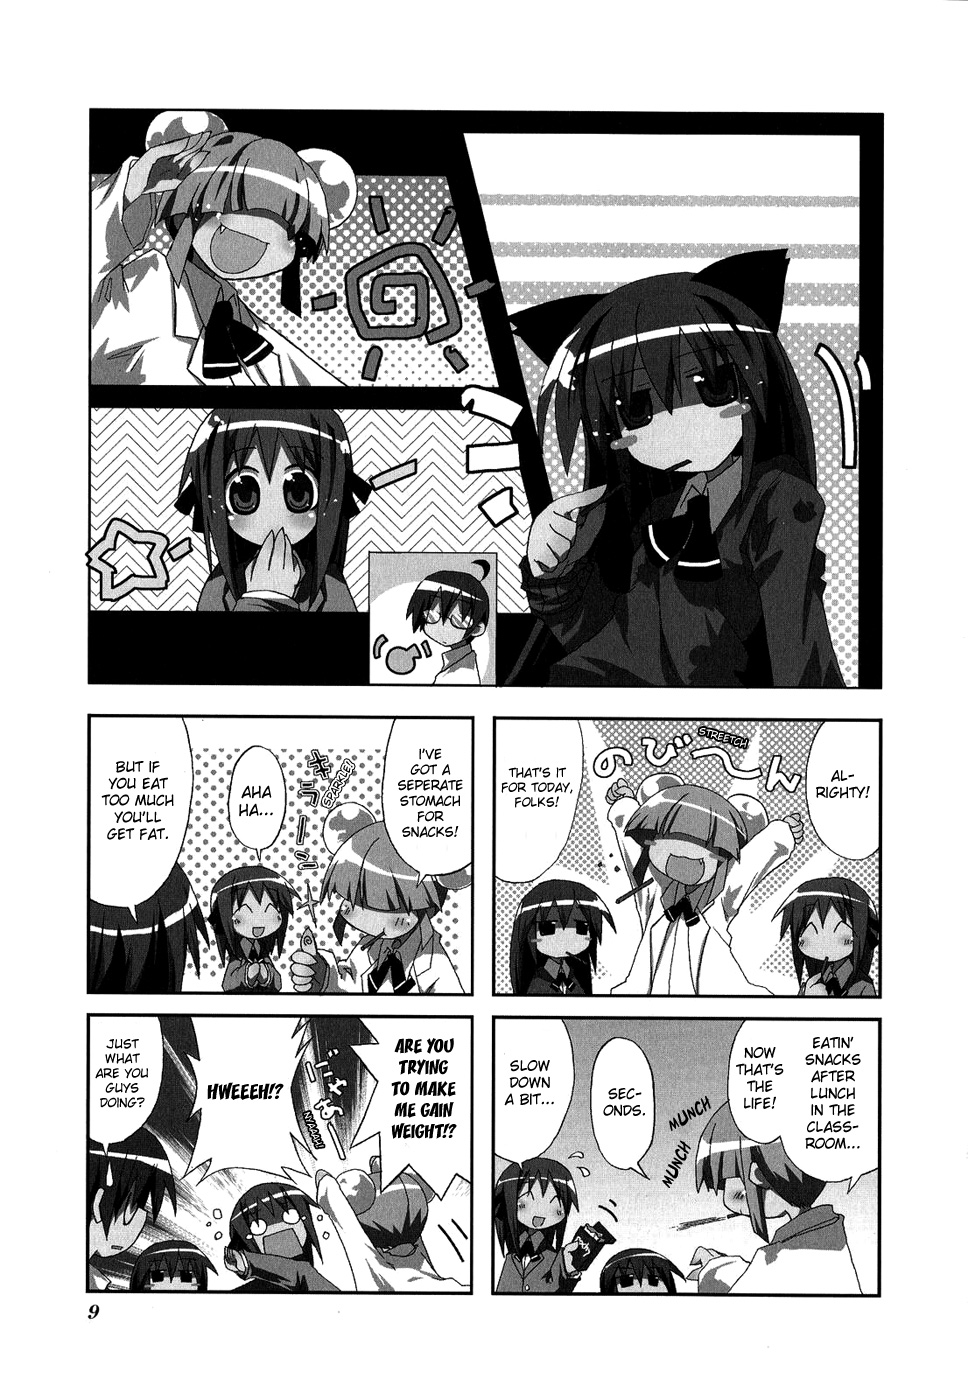 AL-
RIGHTY!
のび～ん
STREETCH
THAT'S IT
FOR TODAY,
FOLKS!
EATIN'
SNACKS
AFTER
LUNCH
IN THE
CLASS-
ROOM...
NOW
THAT'S
THE
LIFE!
MUNCH
MUNCH
SEC-
ONDS.
SLOW
DOWN
A BIT...
I'VE
GOT A
SEPERATE
STOMACH
FOR
SNACKS!
キラーン
SPARKLE!
AHA
HA...
BUT IF
YOU EAT
TOO MUCH
YOU'LL
GET FAT.
ARE YOU
TRYING
TO MAKE
ME GAIN
WEIGHT!?
NYAAAH!
HWEEEH!?
JUST
WHAT
ARE YOU
GUYS
DOING?
9